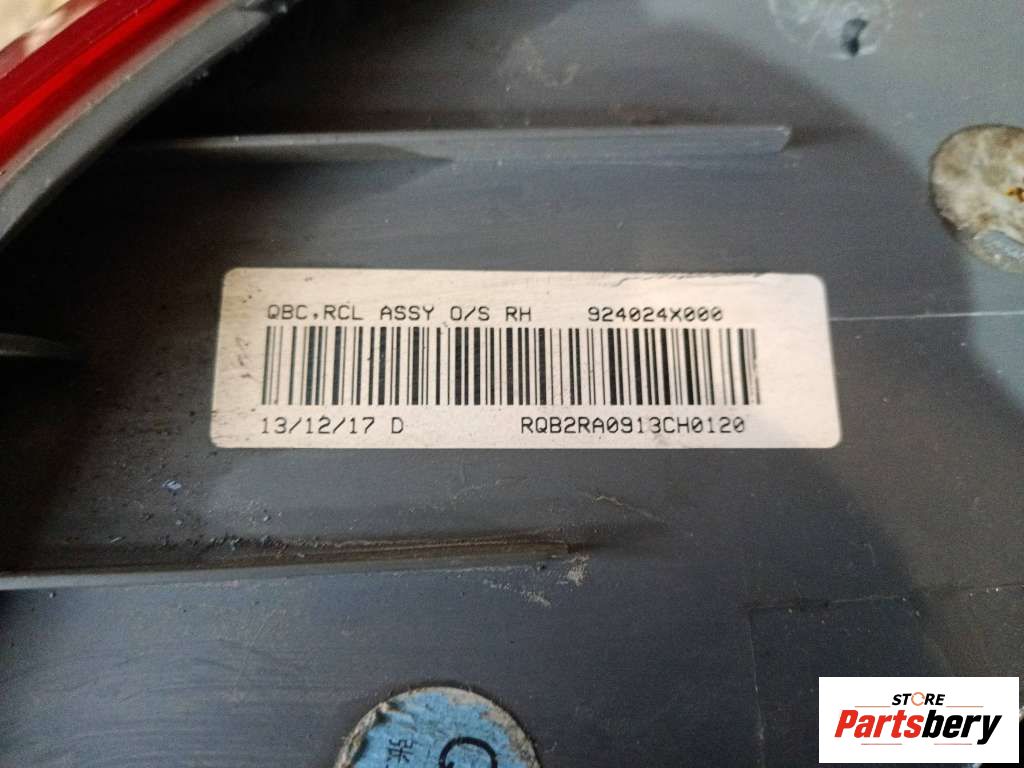 QBC,RCL ASSY O/S RH 924024X000
13/12/17 D RQB2RA0913CH0120
STORE
Partsbery